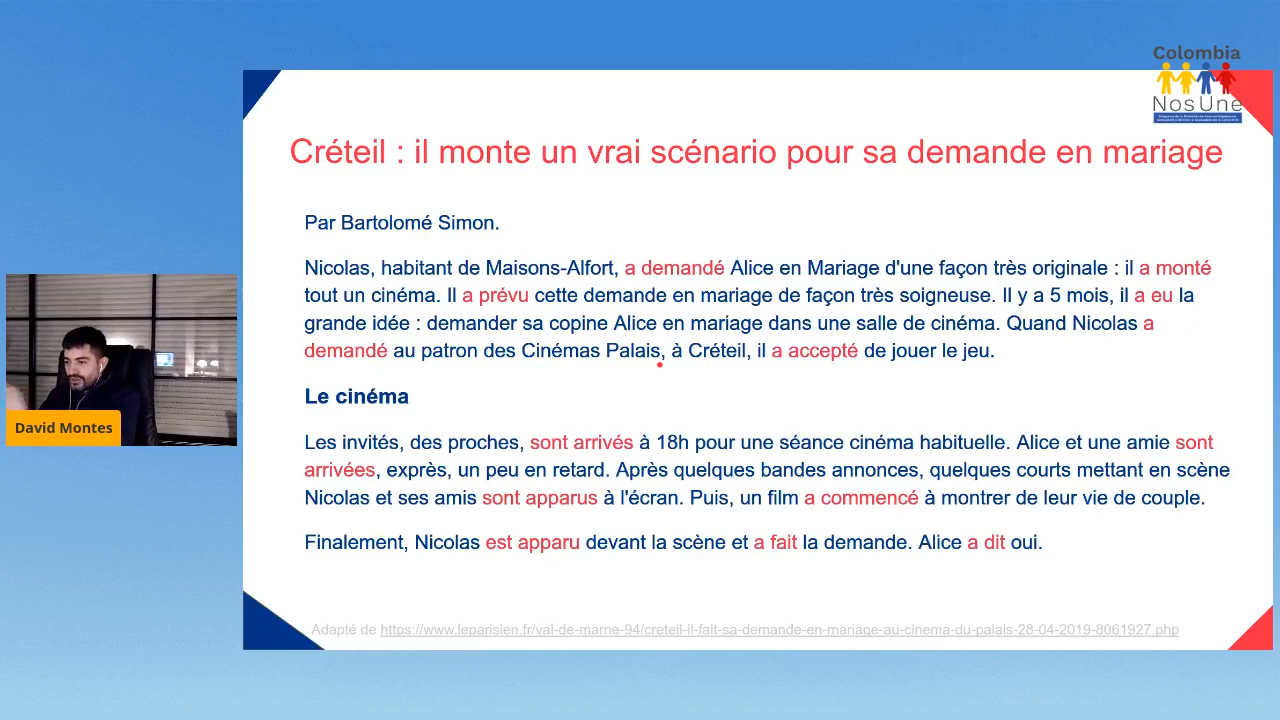 Colombia
NosUne
Créteil : il monte un vrai scénario pour sa demande en mariage
Par Bartolomé Simon.
Nicolas, habitant de Maisons-Alfort, a demandé Alice en Mariage d'une façon très originale : il a monté
tout un cinéma. Il a prévu cette demande en mariage de façon très soigneuse. Il y a 5 mois, il a eu la
grande idée : demander sa copine Alice en mariage dans une salle de cinéma. Quand Nicolas a
demandé au patron des Cinémas Palais, à Créteil, il a accepté de jouer le jeu.
Le cinéma
Les invités, des proches, sont arrivés à 18h pour une séance cinéma habituelle. Alice et une amie sont
arrivées, exprès, un peu en retard. Après quelques bandes annonces, quelques courts mettant en scène
Nicolas et ses amis sont apparus à l'écran. Puis, un film a commencé à montrer de leur vie de couple.
Finalement, Nicolas est apparu devant la scène et a fait la demande. Alice a dit oui.
Adapté de https://www.leparisien.fr/val-de-marne-94/creteil-il-fait-sa-demande-en-mariage-au-cinema-du-palais-28-04-2019-8061927.php
David Montes